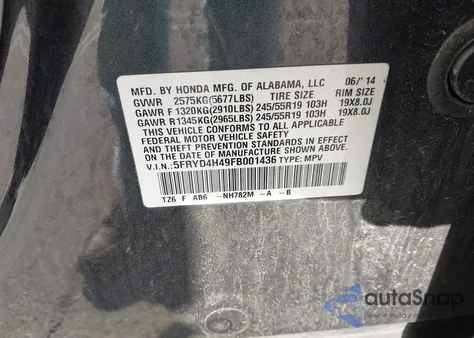 MFD. BY HONDA MFG. OF ALABAMA, LLC 06/'14
GVWR 2575KG(5677LBS) TIRE SIZE RIM SIZE
GAWR F 1320KG(2910LBS) 245/55R19 103H 19X8.0J
GAWR R1345KG(2965LBS) 245/55R19 103H 19X8.0J
THIS VEHICLE CONFORMS TO ALL APPLICABLE
FEDERAL MOTOR VEHICLE SAFETY AND THEFT
PREVENTION STANDARDS IN EFFECT ON THE
DATE OF MANUFACTURE SHOWN ABOVE.
V.I.N.:5FRYD4H49FB001436 TYPE: MPV
TZ6 F AB6 -NH782M -A -B
autoSnap
Pewne auta z